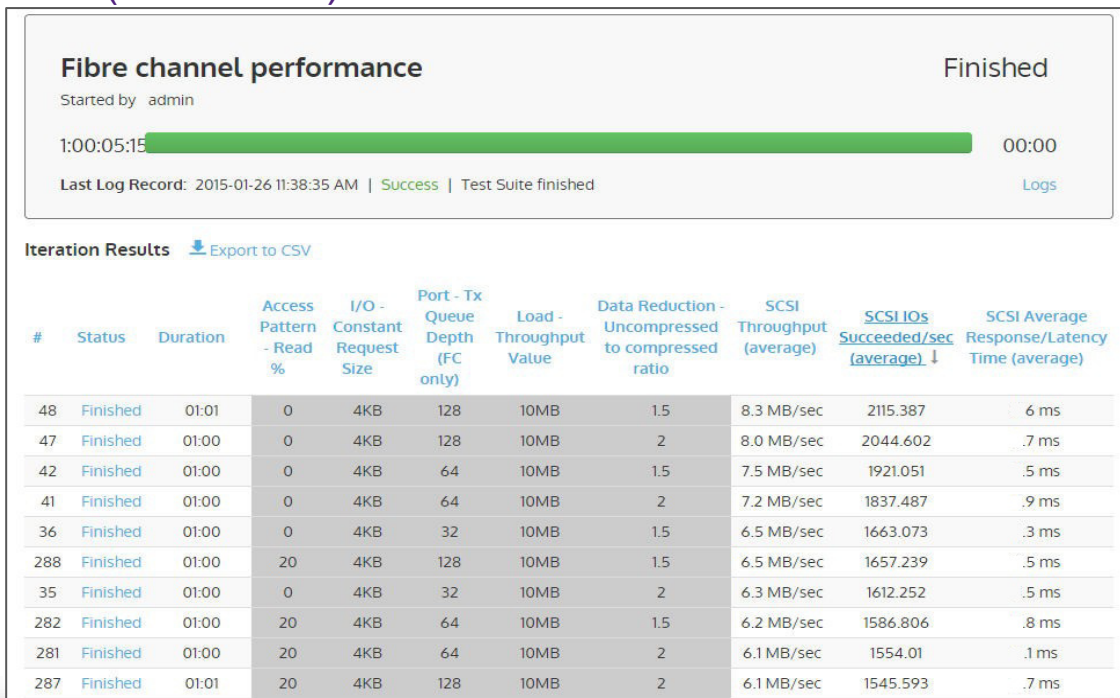 Fibre channel performance
Finished
Started by admin
1:00:05:15
00:00
Last Log Record: 2015-01-26 11:38:35 AM | Success | Test Suite finished
Logs
Iteration Results Export to CSV
# Status Duration Access Pattern - Read % I/O - Constant Request Size Port - Tx Queue Depth (FC only) Load - Throughput Value Data Reduction - Uncompressed to compressed ratio SCSI Throughput (average) SCSI IOs Succeeded/sec (average) ↓ SCSI Average Response/Latency Time (average)
48 Finished 01:01 0 4KB 128 10MB 1.5 8.3 MB/sec 2115.387 6 ms
47 Finished 01:00 0 4KB 128 10MB 2 8.0 MB/sec 2044.602 .7 ms
42 Finished 01:00 0 4KB 64 10MB 1.5 7.5 MB/sec 1921.051 .5 ms
41 Finished 01:00 0 4KB 64 10MB 2 7.2 MB/sec 1837.487 .9 ms
36 Finished 01:00 0 4KB 32 10MB 1.5 6.5 MB/sec 1663.073 .3 ms
288 Finished 01:00 20 4KB 128 10MB 1.5 6.5 MB/sec 1657.239 .5 ms
35 Finished 01:00 0 4KB 32 10MB 2 6.3 MB/sec 1612.252 .5 ms
282 Finished 01:00 20 4KB 64 10MB 1.5 6.2 MB/sec 1586.806 .8 ms
281 Finished 01:00 20 4KB 64 10MB 2 6.1 MB/sec 1554.01 .1 ms
287 Finished 01:01 20 4KB 128 10MB 2 6.1 MB/sec 1545.593 .7 ms